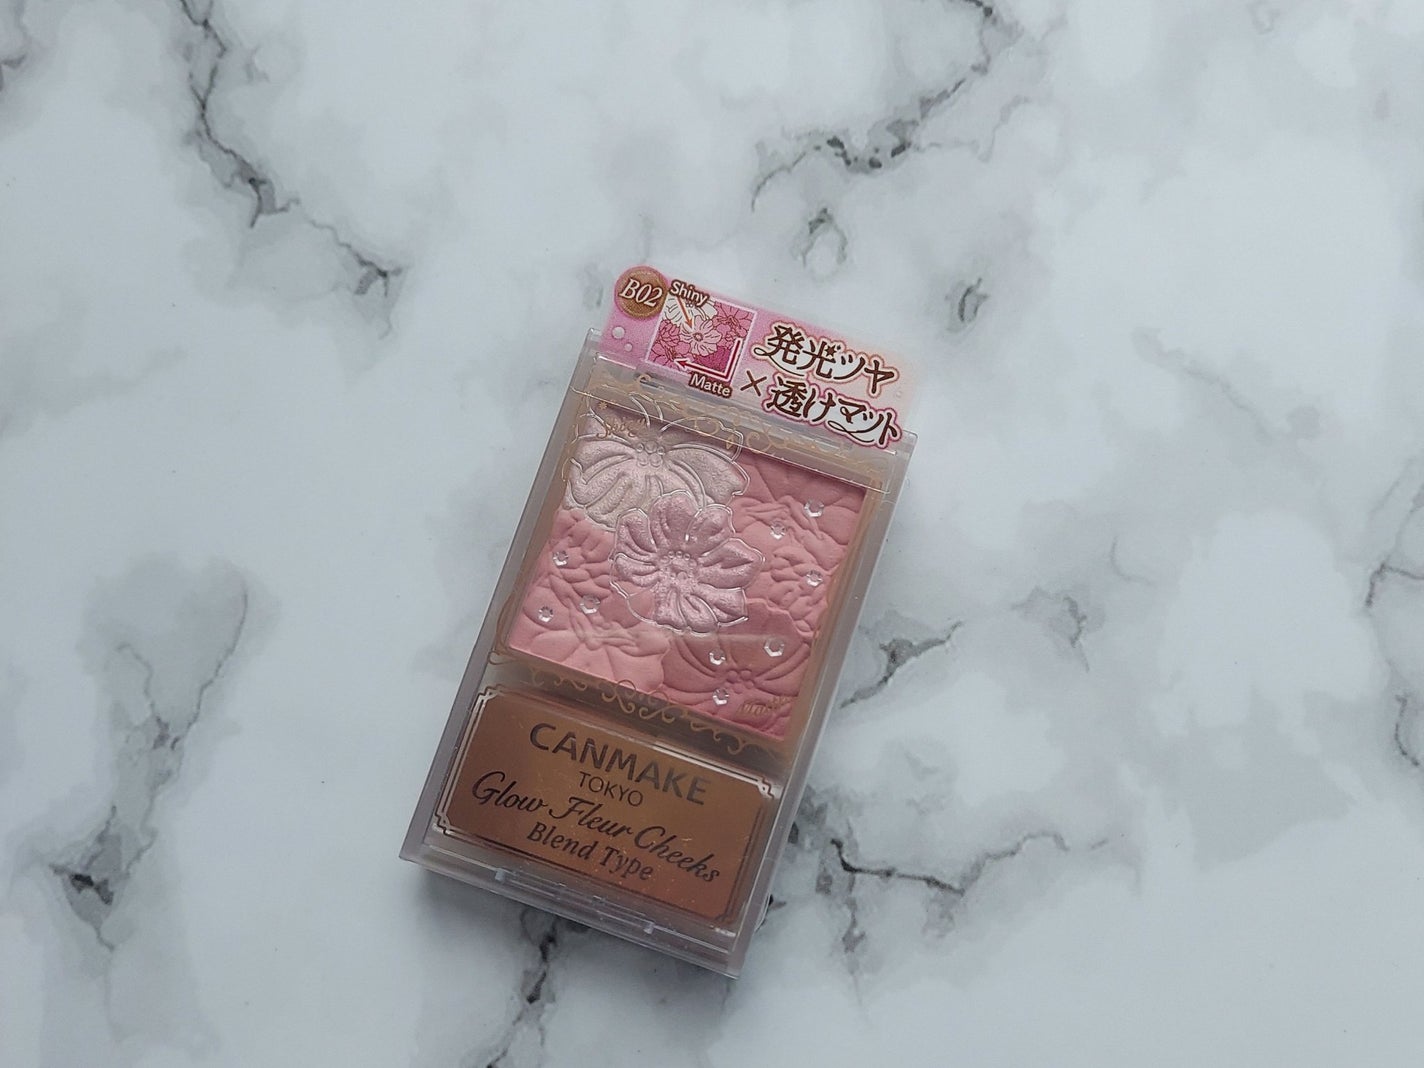 B02
Shiny
Matte
発光ツヤ
×透けマット
Shiny
CANMAKE
TOKYO
Glow Fleur Cheeks
Blend Type